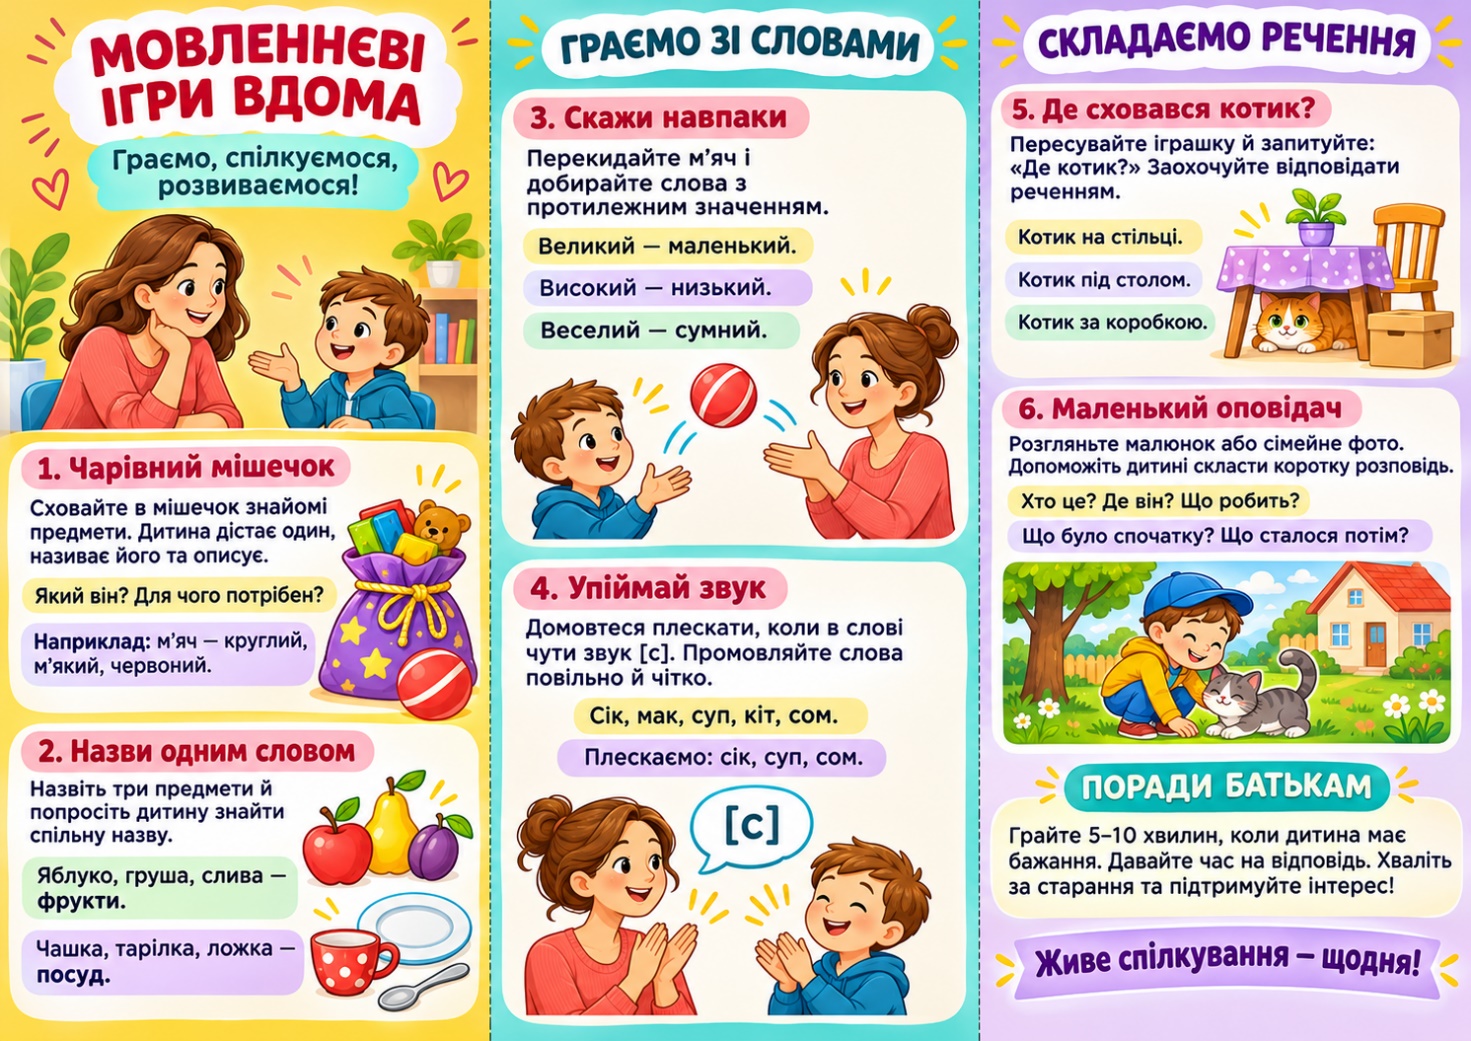 МОВЛЕННЄВІ
ІГРИ ВДОМА
Граємо, спілкуємося,
розвиваємося!
1. Чарівний мішечок
Сховайте в мішечок знайомі
предмети. Дитина дістає один,
називає його та описує.
Який він? Для чого потрібен?
Наприклад: м’яч – круглий,
м’який, червоний.
2. Назви одним словом
Назвіть три предмети й
попросіть дитину знайти
спільну назву.
Яблуко, груша, слива –
фрукти.
Чашка, тарілка, ложка –
посуд.
ГРАЄМО ЗІ СЛОВАМИ
3. Скажи навпаки
Перекидайте м’яч і
добирайте слова з
протилежним значенням.
Великий – маленький.
Високий – низький.
Веселий – сумний.
4. Упіймай звук
Домовтеся плескати, коли в слові
чути звук [с]. Промовляйте слова
повільно й чітко.
Сік, мак, суп, кіт, сом.
Плескаємо: сік, суп, сом.
[с]
СКЛАДАЄМО РЕЧЕННЯ
5. Де сховався котик?
Пересувайте іграшку й запитуйте:
«Де котик?» Заохочуйте відповідати
реченням.
Котик на стільці.
Котик під столом.
Котик за коробкою.
6. Маленький оповідач
Розгляньте малюнок або сімейне фото.
Допоможіть дитині скласти коротку розповідь.
Хто це? Де він? Що робить?
Що було спочатку? Що сталося потім?
ПОРАДИ БАТЬКАМ
Грайте 5–10 хвилин, коли дитина має
бажання. Давайте час на відповідь. Хваліть
за старання та підтримуйте інтерес!
Живе спілкування – щодня!